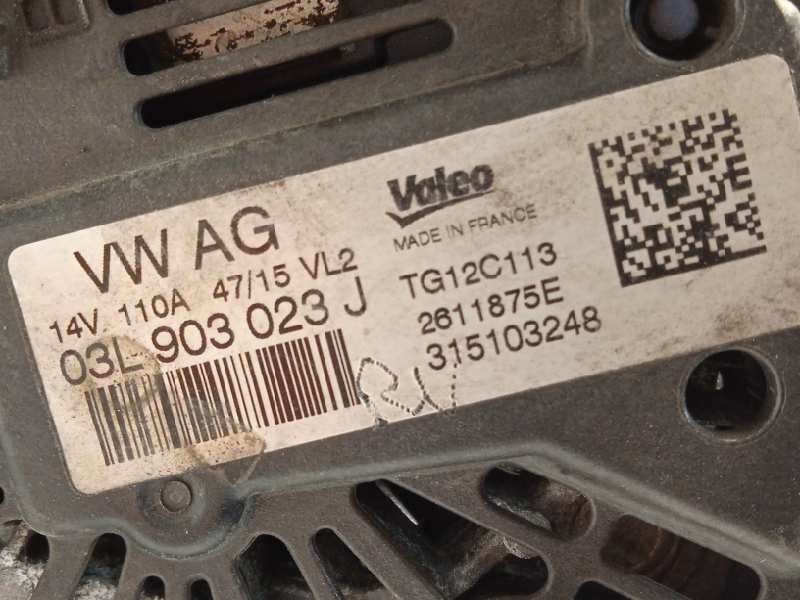 VW AG
14V 110A 47/15 VL2
03L 903 023 J
Valeo
MADE IN FRANCE
TG12C113
2611875E
315103248